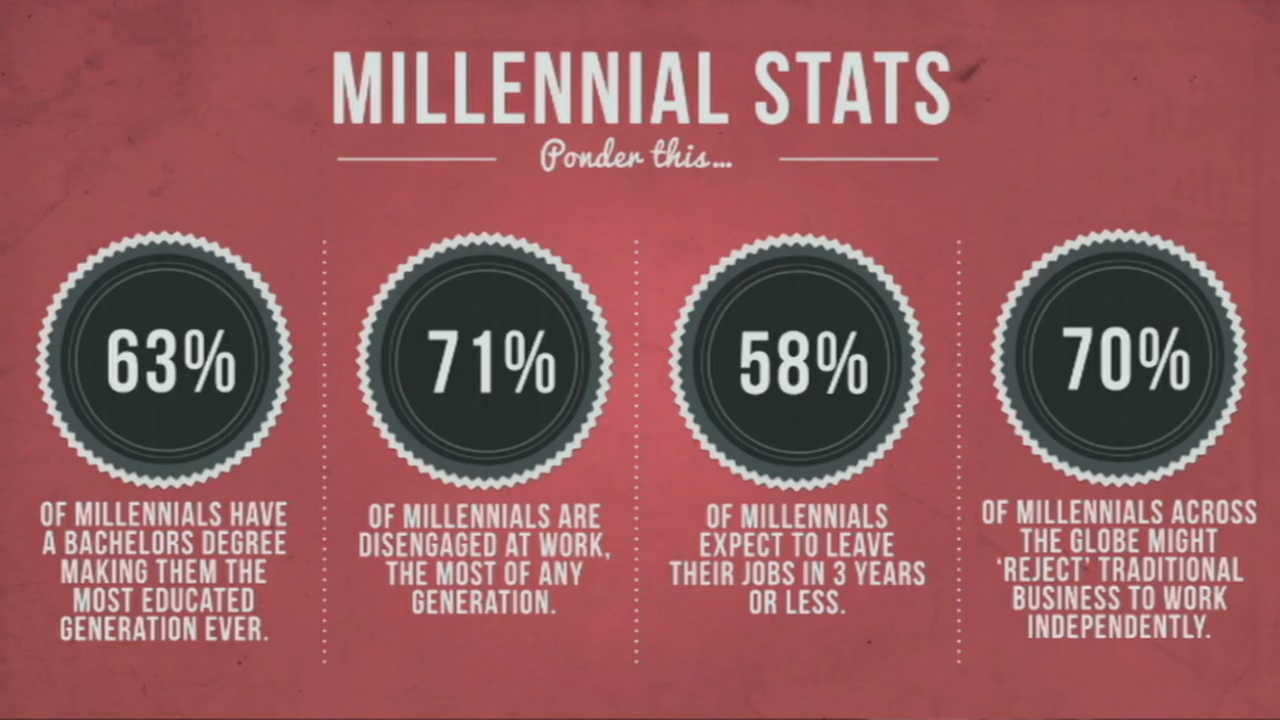 MILLENNIAL STATS
Ponder this...
63%
OF MILLENNIALS HAVE
A BACHELORS DEGREE
MAKING THEM THE
MOST EDUCATED
GENERATION EVER.
71%
OF MILLENNIALS ARE
DISENGAGED AT WORK,
THE MOST OF ANY
GENERATION.
58%
OF MILLENNIALS
EXPECT TO LEAVE
THEIR JOBS IN 3 YEARS
OR LESS.
70%
OF MILLENNIALS ACROSS
THE GLOBE MIGHT
'REJECT' TRADITIONAL
BUSINESS TO WORK
INDEPENDENTLY.